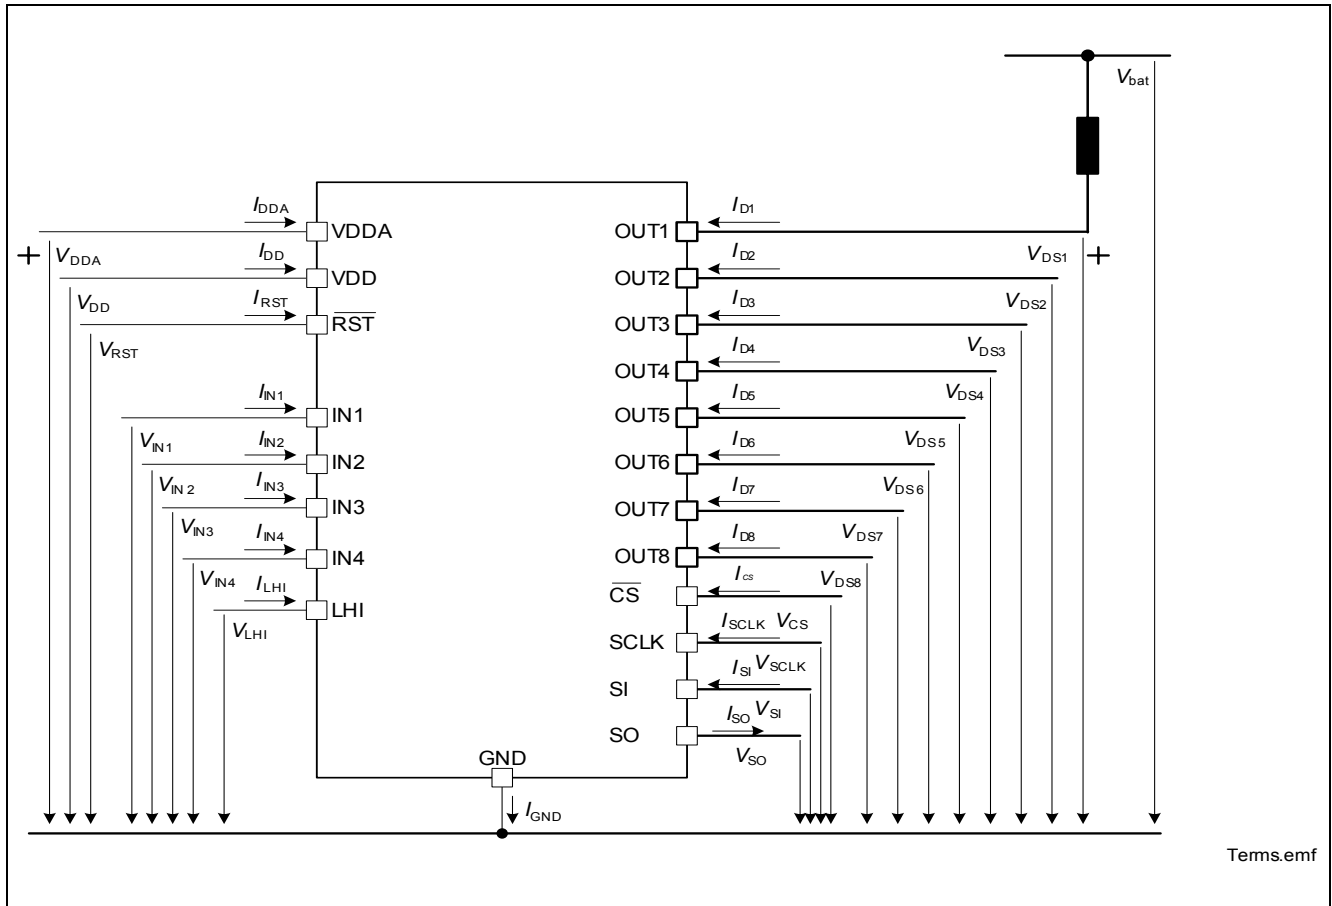 Vbat
IDDA
VDDA
OUT1
ID1
+
VDDA
IDD
VDD
OUT2
ID2
VDS1
+
VDD
IRST
RST
OUT3
ID3
VDS2
VRST
OUT4
ID4
VDS3
IIN1
IN1
OUT5
ID5
VDS4
VIN1
IIN2
IN2
OUT6
ID6
VDS5
VIN2
IIN3
IN3
OUT7
ID7
VDS6
VIN3
IIN4
IN4
OUT8
ID8
VDS7
VIN4
ILHI
LHI
CS
Ics
VDS8
VLHI
SCLK
ISCLK
VCS
SI
ISI
VSCLK
SO
ISO
VSI
VSO
GND
IGND
Terms.emf